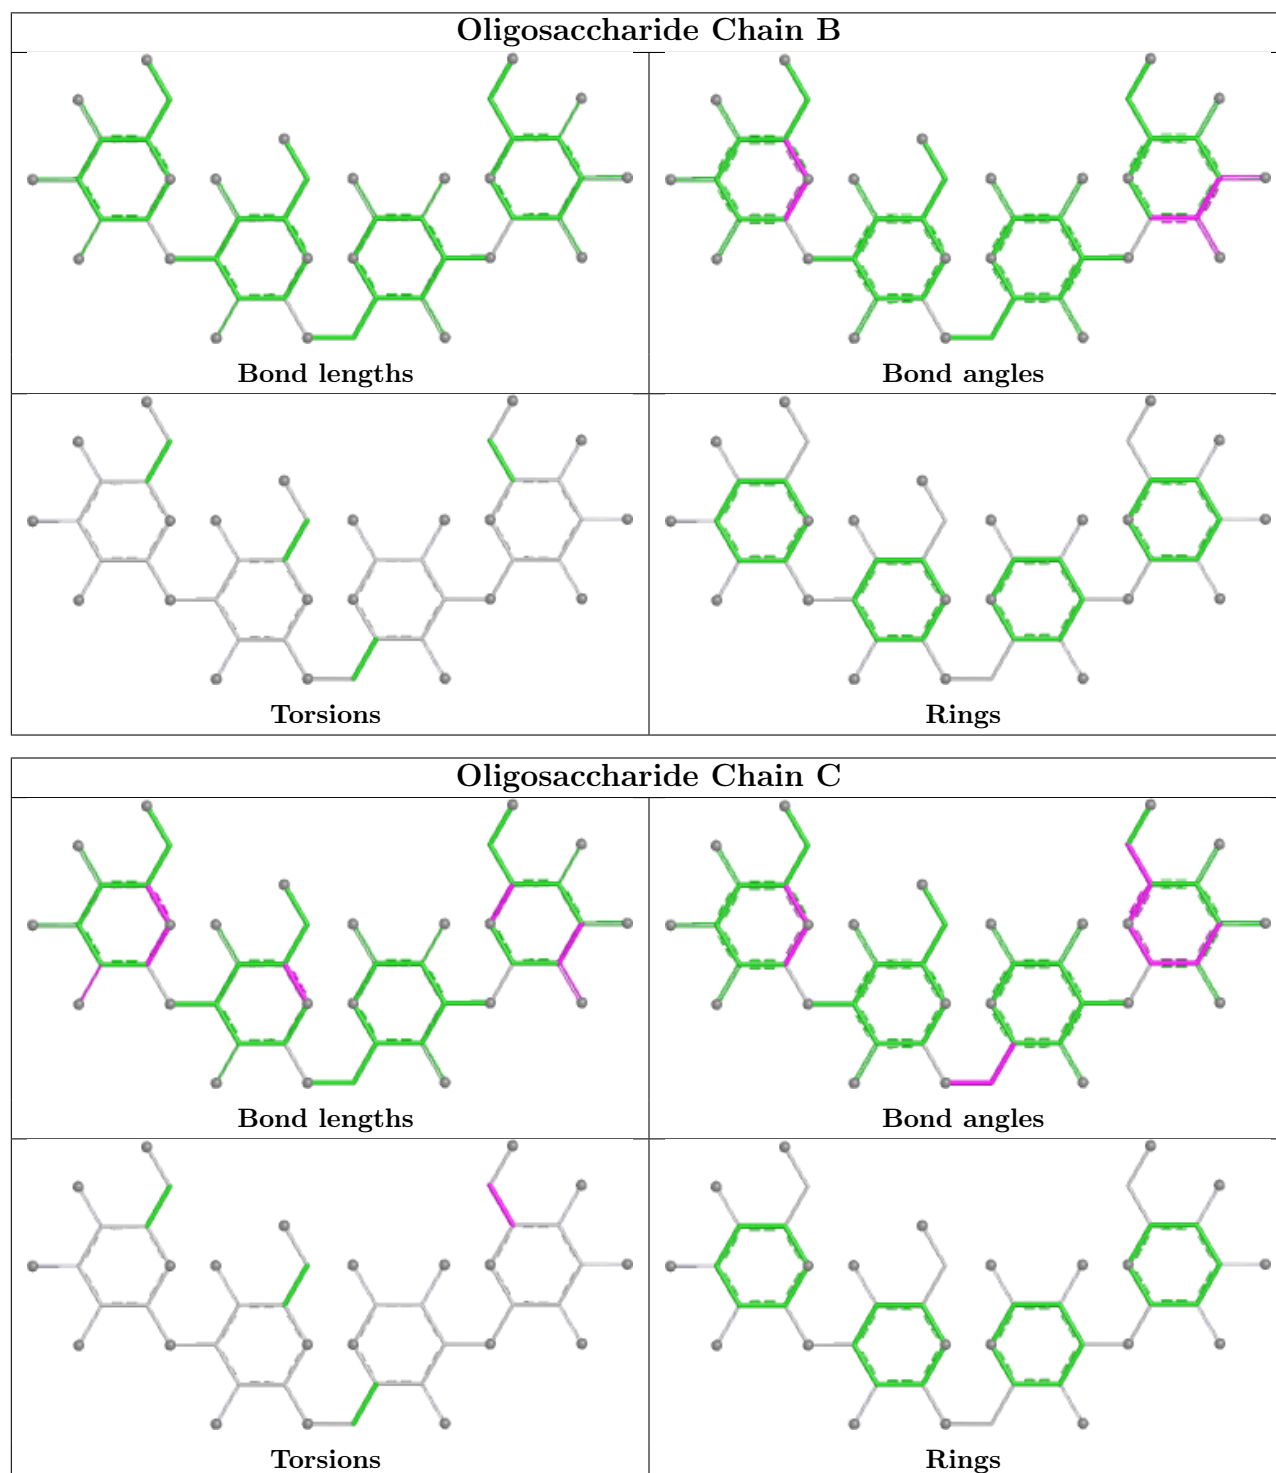 Oligosaccharide Chain B
Bond lengths
Bond angles
Torsions
Rings
Oligosaccharide Chain C
Bond lengths
Bond angles
Torsions
Rings